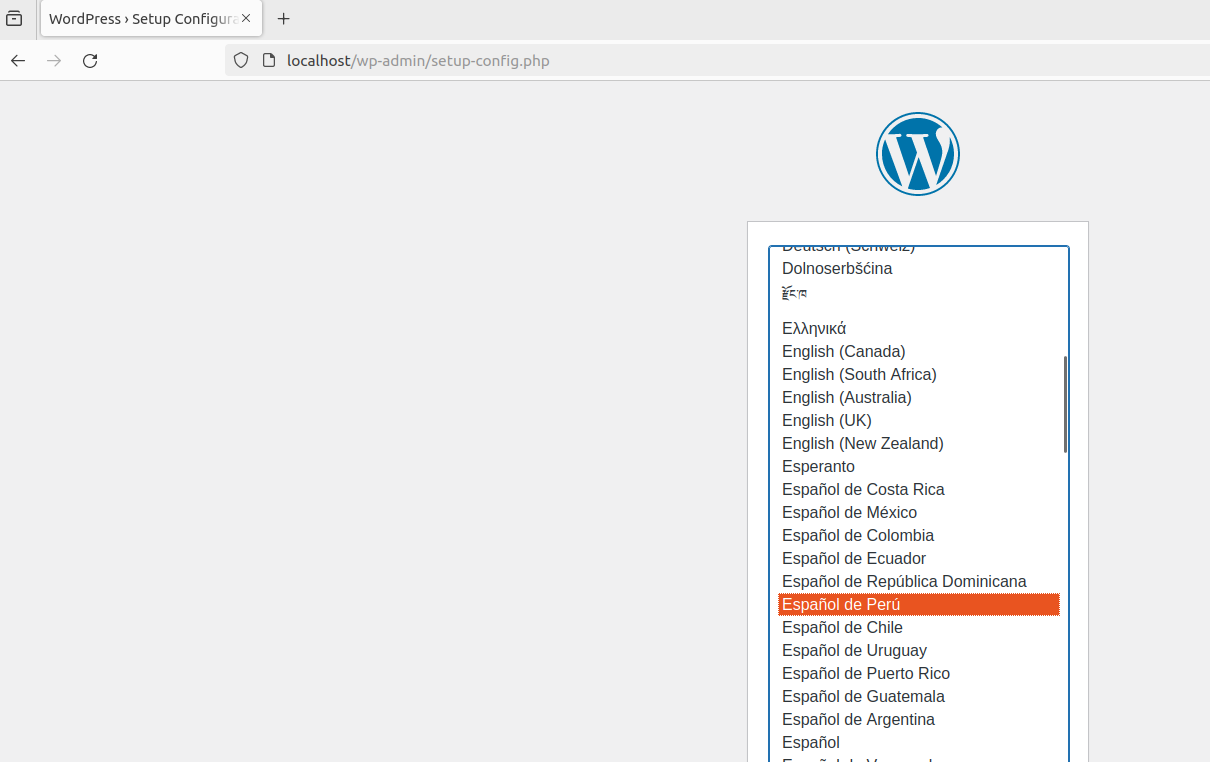 WordPress › Setup Configura
localhost/wp-admin/setup-config.php
Deutsch (Schweiz)
Dolnoserbšćina
རྫོང་ཁ
Ελληνικά
English (Canada)
English (South Africa)
English (Australia)
English (UK)
English (New Zealand)
Esperanto
Español de Costa Rica
Español de México
Español de Colombia
Español de Ecuador
Español de República Dominicana
Español de Perú
Español de Chile
Español de Uruguay
Español de Puerto Rico
Español de Guatemala
Español de Argentina
Español